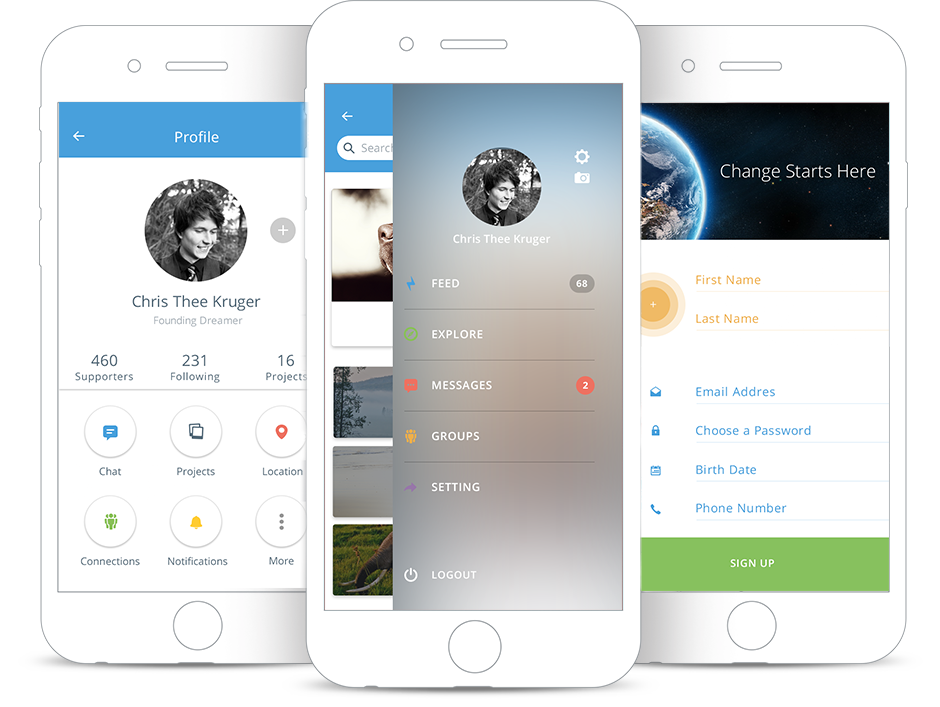 Profile
Chris Thee Kruger
Founding Dreamer
460 231 16
Supporters Following Projects
Chat Projects Location
Connections Notifications More
Search
Chris Thee Kruger
FEED 68
EXPLORE
MESSAGES 2
GROUPS
SETTING
LOGOUT
Change Starts Here
First Name
Last Name
Email Addres
Choose a Password
Birth Date
Phone Number
SIGN UP